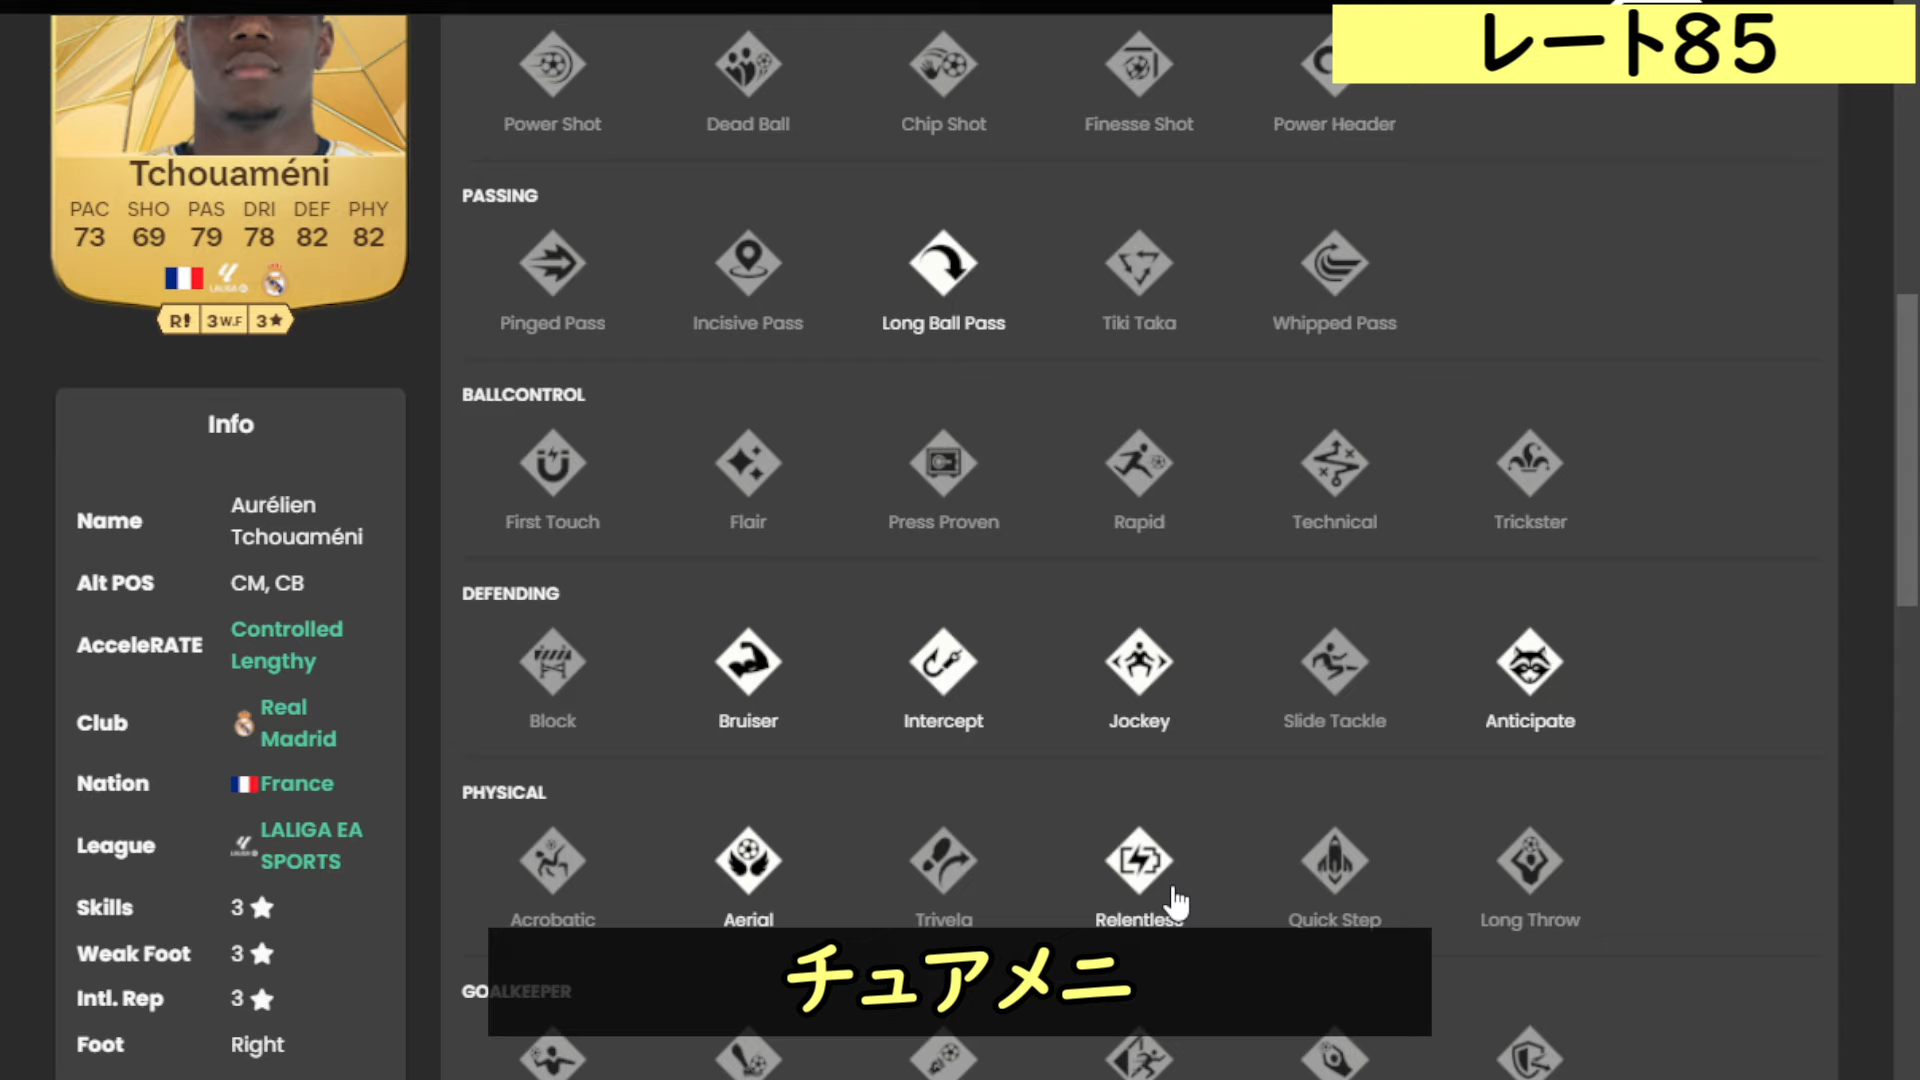 レート85
Tchouaméni
PAC SHO PAS DRI DEF PHY
73 69 79 78 82 82
R 3 W.F 3★
Info
Name Aurélien Tchouaméni
Alt POS CM, CB
AcceleRATE Controlled Lengthy
Club Real Madrid
Nation France
League LALIGA EA SPORTS
Skills 3 ★
Weak Foot 3 ★
Intl. Rep 3 ★
Foot Right
Power Shot Dead Ball Chip Shot Finesse Shot Power Header
PASSING
Pinged Pass Incisive Pass Long Ball Pass Tiki Taka Whipped Pass
BALLCONTROL
First Touch Flair Press Proven Rapid Technical Trickster
DEFENDING
Block Bruiser Intercept Jockey Slide Tackle Anticipate
PHYSICAL
Acrobatic Aerial Trivela Relentless Quick Step Long Throw
GOALKEEPER
チュアメニ